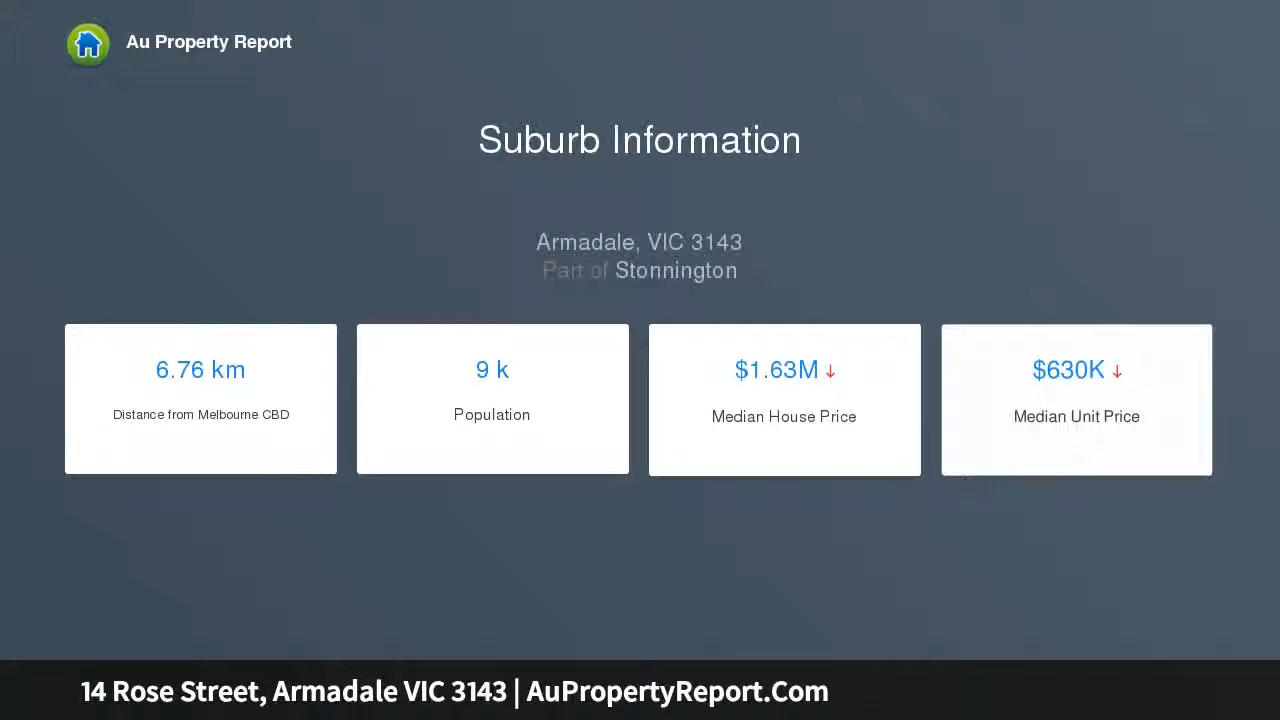 Au Property Report
Suburb Information
Armadale, VIC 3143
Part of Stonnington
6.76 km
Distance from Melbourne CBD
9 k
Population
$1.63M ↓
Median House Price
$630K ↓
Median Unit Price
14 Rose Street, Armadale VIC 3143 | AuPropertyReport.Com